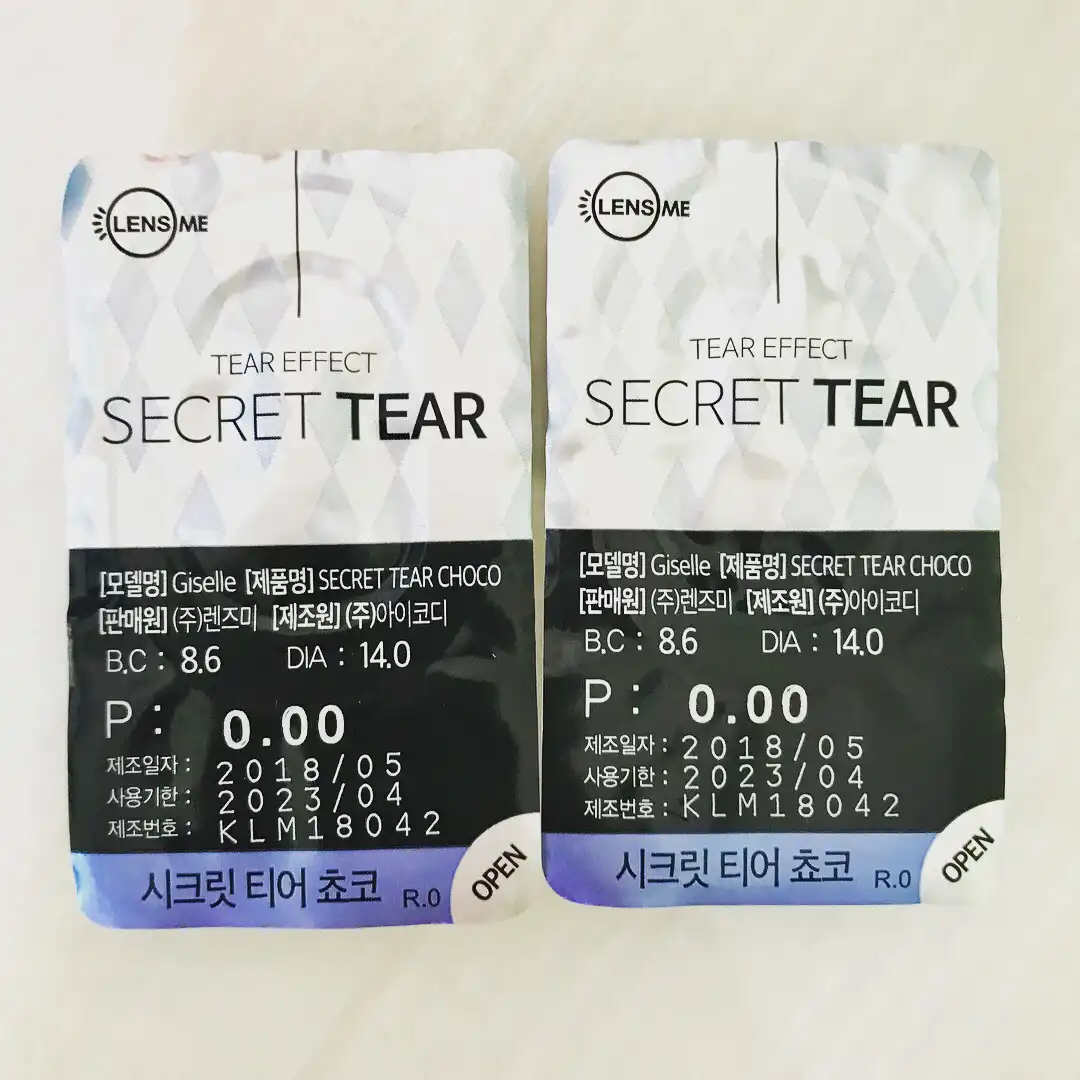 LENS ME
TEAR EFFECT
SECRET TEAR
[모델명] Giselle [제품명] SECRET TEAR CHOCO
[판매원] (주)렌즈미 [제조원] (주)아이코디
B.C : 8.6 DIA : 14.0
P : 0.00
제조일자 : 2018/05
사용기한 : 2023/04
제조번호 : KLM18042
시크릿 티어 쵸코 R.0
OPEN
LENS ME
TEAR EFFECT
SECRET TEAR
[모델명] Giselle [제품명] SECRET TEAR CHOCO
[판매원] (주)렌즈미 [제조원] (주)아이코디
B.C : 8.6 DIA : 14.0
P : 0.00
제조일자 : 2018/05
사용기한 : 2023/04
제조번호 : KLM18042
시크릿 티어 쵸코 R.0
OPEN